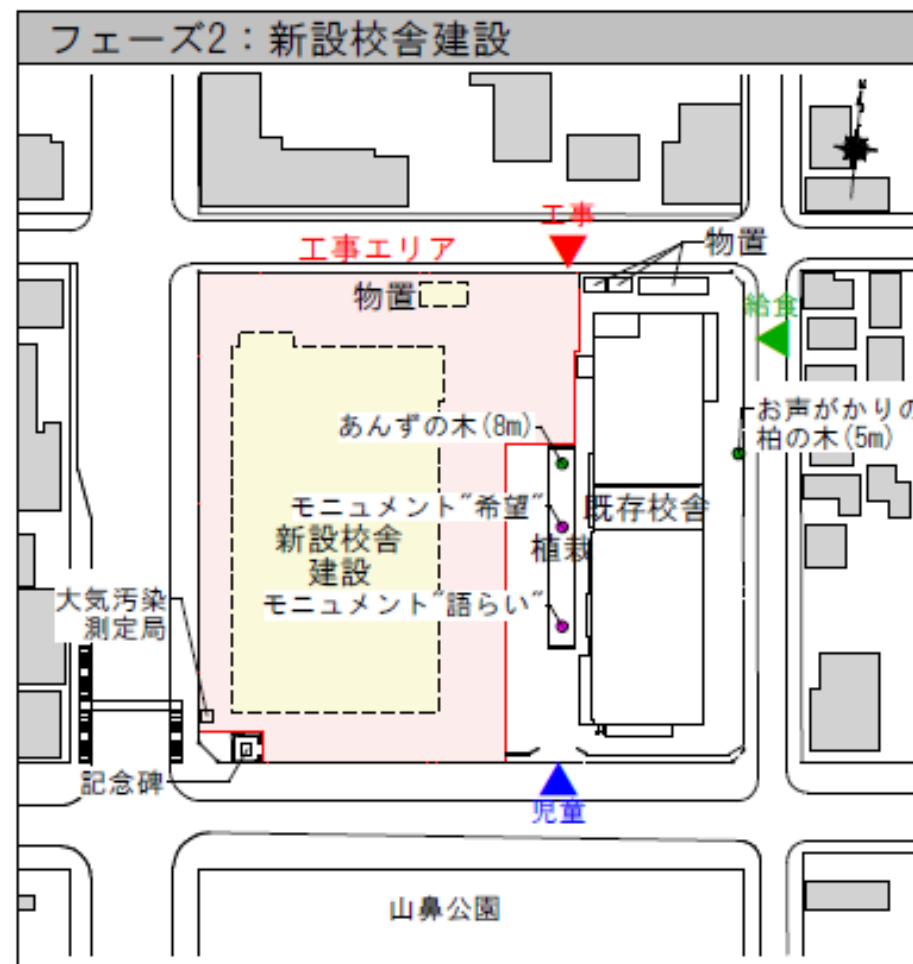 フェーズ2：新設校舎建設
工事
工事エリア
物置
物置
給食
あんずの木(8m)
お声がかりの
柏の木(5m)
モニュメント"希望"
既存校舎
新設校舎
建設
植栽
モニュメント"語らい"
大気汚染
測定局
記念碑
児童
山鼻公園